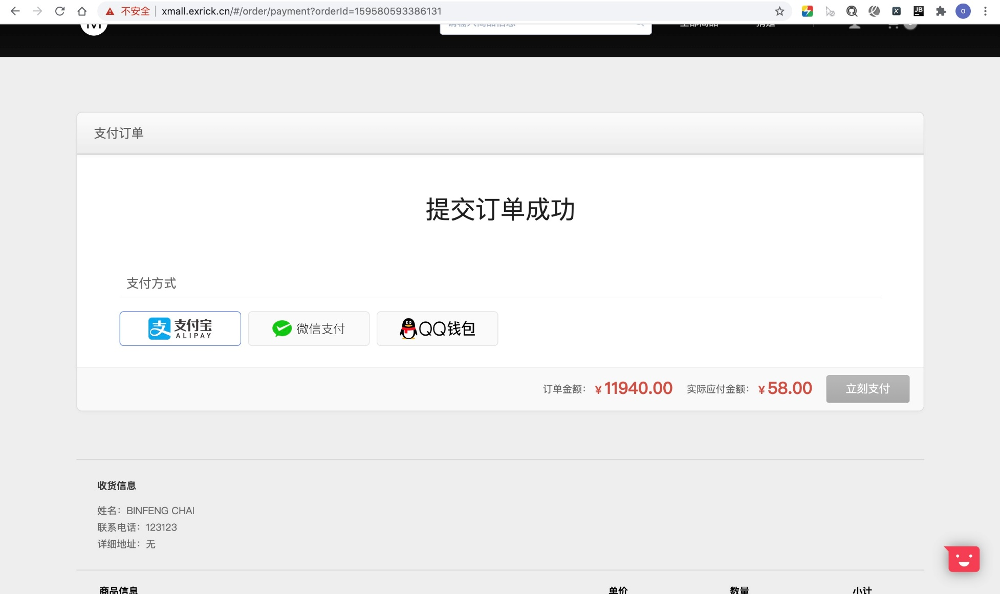 不安全 xmall.exrick.cn/#/order/payment?orderId=159580593386131
JB
O
支付订单
提交订单成功
支付方式
支 支付宝 ALIPAY
微信支付
QQ钱包
订单金额： ¥ 11940.00 实际应付金额： ¥ 58.00 立刻支付
收货信息
姓名：BINFENG CHAI
联系电话：123123
详细地址：无
商品信息 单价 数量 小计